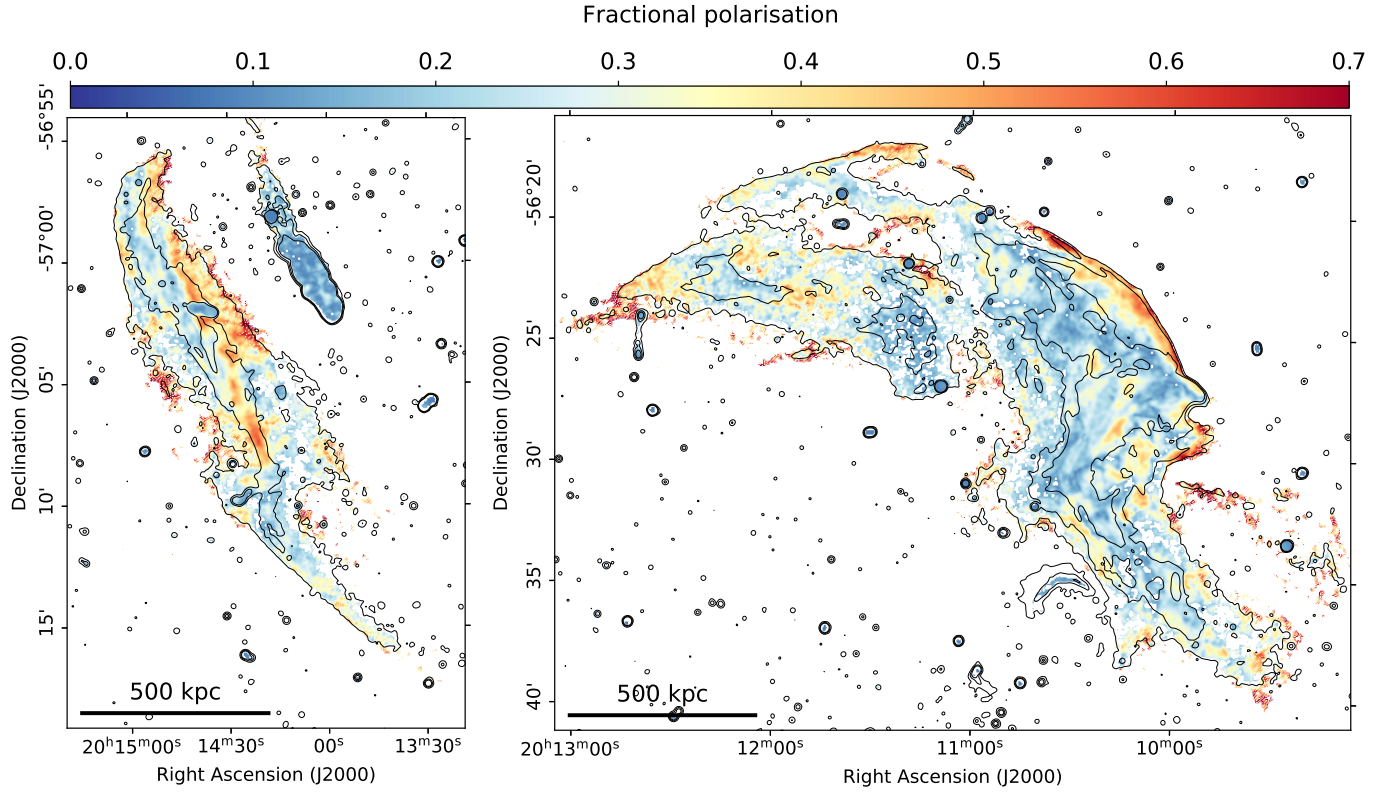 Fractional polarisation
0.0 0.1 0.2 0.3 0.4 0.5 0.6 0.7
Declination (J2000)
-56°55'
-57°00'
05'
10'
15'
500 kpc
20ʰ15ᵐ00ˢ 14ᵐ30ˢ 00ˢ 13ᵐ30ˢ
Right Ascension (J2000)
Declination (J2000)
-56°20'
25'
30'
35'
40'
500 kpc
20ʰ13ᵐ00ˢ 12ᵐ00ˢ 11ᵐ00ˢ 10ᵐ00ˢ
Right Ascension (J2000)